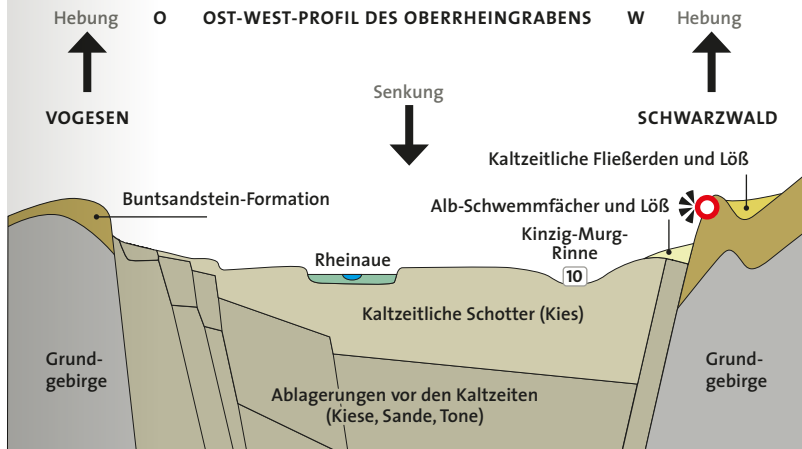 Hebung O OST-WEST-PROFIL DES OBERRHEINGRABENS W Hebung
Senkung
VOGESEN
SCHWARZWALD
Kaltzeitliche Fließerden und Löß
Buntsandstein-Formation
Alb-Schwemmfächer und Löß
Kinzig-Murg-
Rinne
10
Rheinaue
Kaltzeitliche Schotter (Kies)
Grund-
gebirge
Grund-
gebirge
Ablagerungen vor den Kaltzeiten
(Kiese, Sande, Tone)